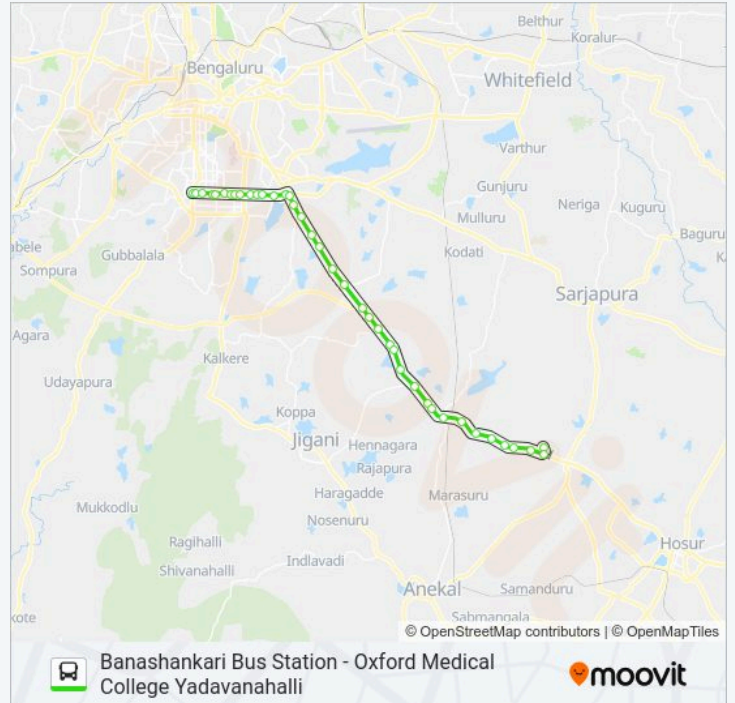 Belthur
Koralur
Bengaluru
Whitefield
Varthur
Gunjuru
Mulluru
Neriga
Kuguru
Baguru
Kodati
abele
Gubbalala
Sompura
Sarjapura
Agara
Kalkere
Udayapura
Koppa
Jigani
Hennagara
Rajapura
Haragadde
Marasuru
Mukkodlu
Nosenuru
Ragihalli
Hosur
Shivanahalli
Indlavadi
Anekal
Samanduru
kote
Sabmangala
© OpenStreetMap contributors | © OpenMapTiles
Banashankari Bus Station - Oxford Medical
College Yadavanahalli
moovit